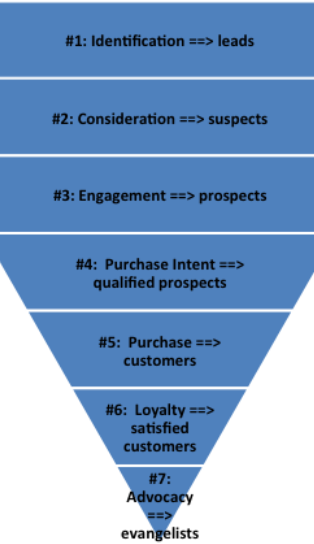 #1: Identification ==> leads
#2: Consideration ==> suspects
#3: Engagement ==> prospects
#4:  Purchase Intent ==>
qualified prospects
#5:  Purchase ==>
customers
#6:  Loyalty ==>
satisfied
customers
#7:
Advocacy
==>
evangelists